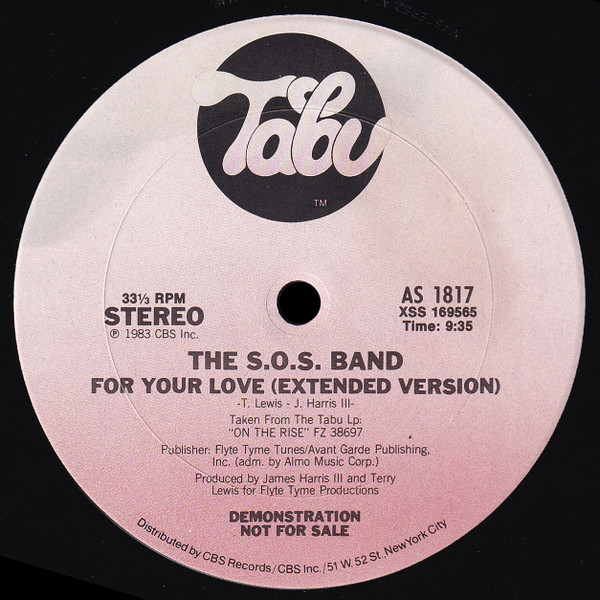 Tabu
TM
33⅓ RPM
STEREO
℗ 1983 CBS Inc.
AS 1817
XSS 169565
Time: 9:35
THE S.O.S. BAND
FOR YOUR LOVE (EXTENDED VERSION)
-T. Lewis - J. Harris III-
Taken From The Tabu Lp:
"ON THE RISE" FZ 38697
Publisher: Flyte Tyme Tunes/Avant Garde Publishing,
Inc. (adm. by Almo Music Corp.)
Produced by James Harris III and Terry
Lewis for Flyte Tyme Productions
DEMONSTRATION
NOT FOR SALE
Distributed by CBS Records/CBS Inc./51 W. 52 St. New York City